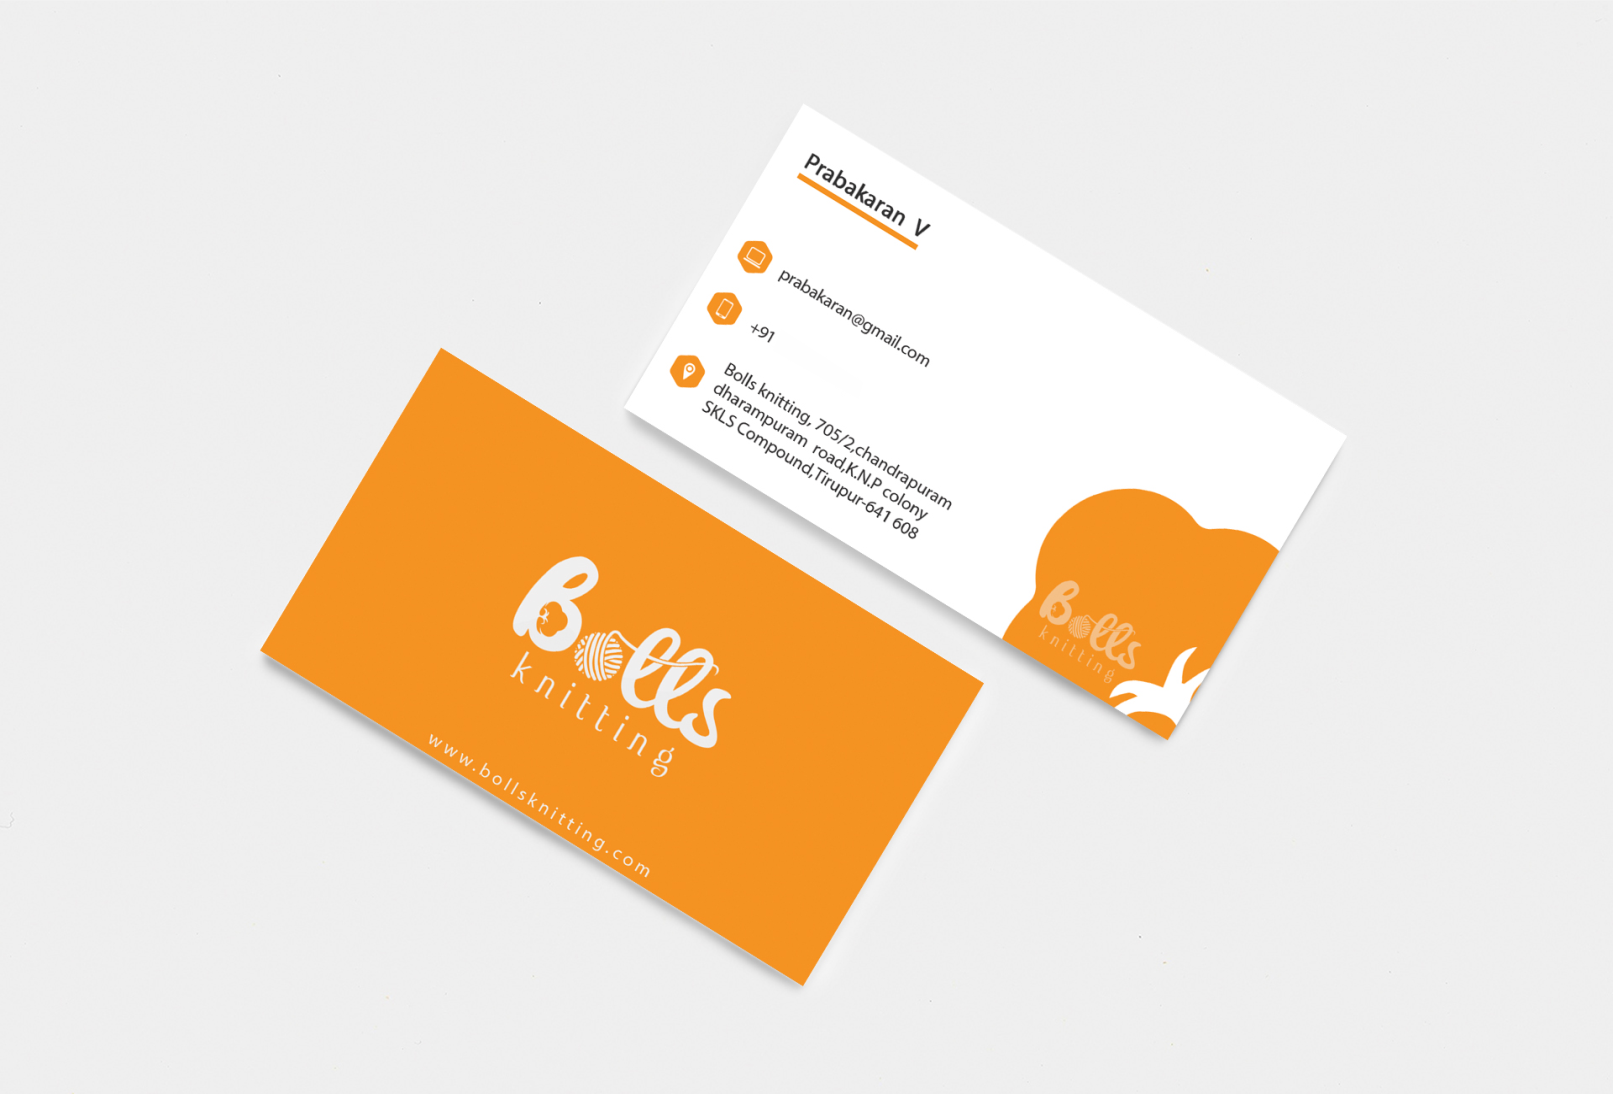 Prabakaran V
prabakaran@gmail.com
+91
Bolls knitting, 705/2,chandrapuram
dharampuram road,K.N.P colony
SKLS Compound,Tirupur-641 608
Bolls
knitting
Bolls
knitting
www.bollsknitting.com